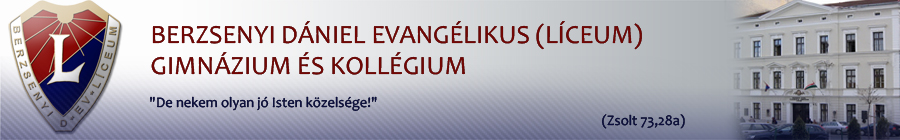 BERZSENYI DÁNIEL EVANGÉLIKUS (LÍCEUM)
GIMNÁZIUM ÉS KOLLÉGIUM
"De nekem olyan jó Isten közelsége!"
(Zsolt 73,28a)
L
BERZSENYI D. EV. LÍCEUM